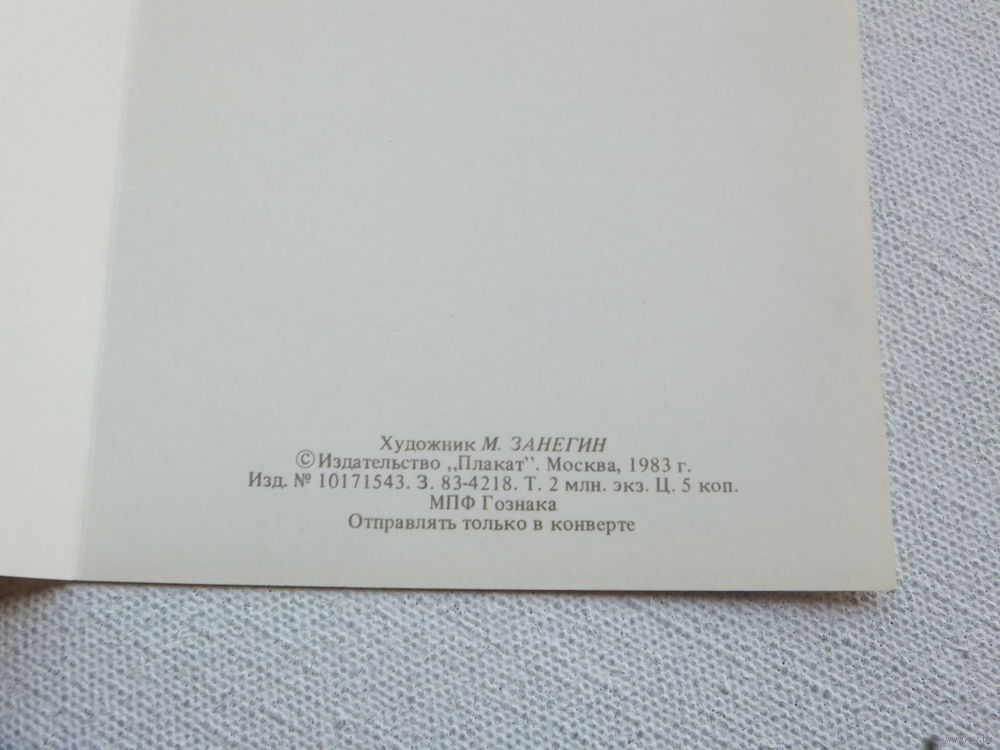 Художник М. ЗАНЕГИН
©Издательство „Плакат”. Москва, 1983 г.
Изд. № 10171543. З. 83-4218. Т. 2 млн. экз. Ц. 5 коп.
МПФ Гознака
Отправлять только в конверте